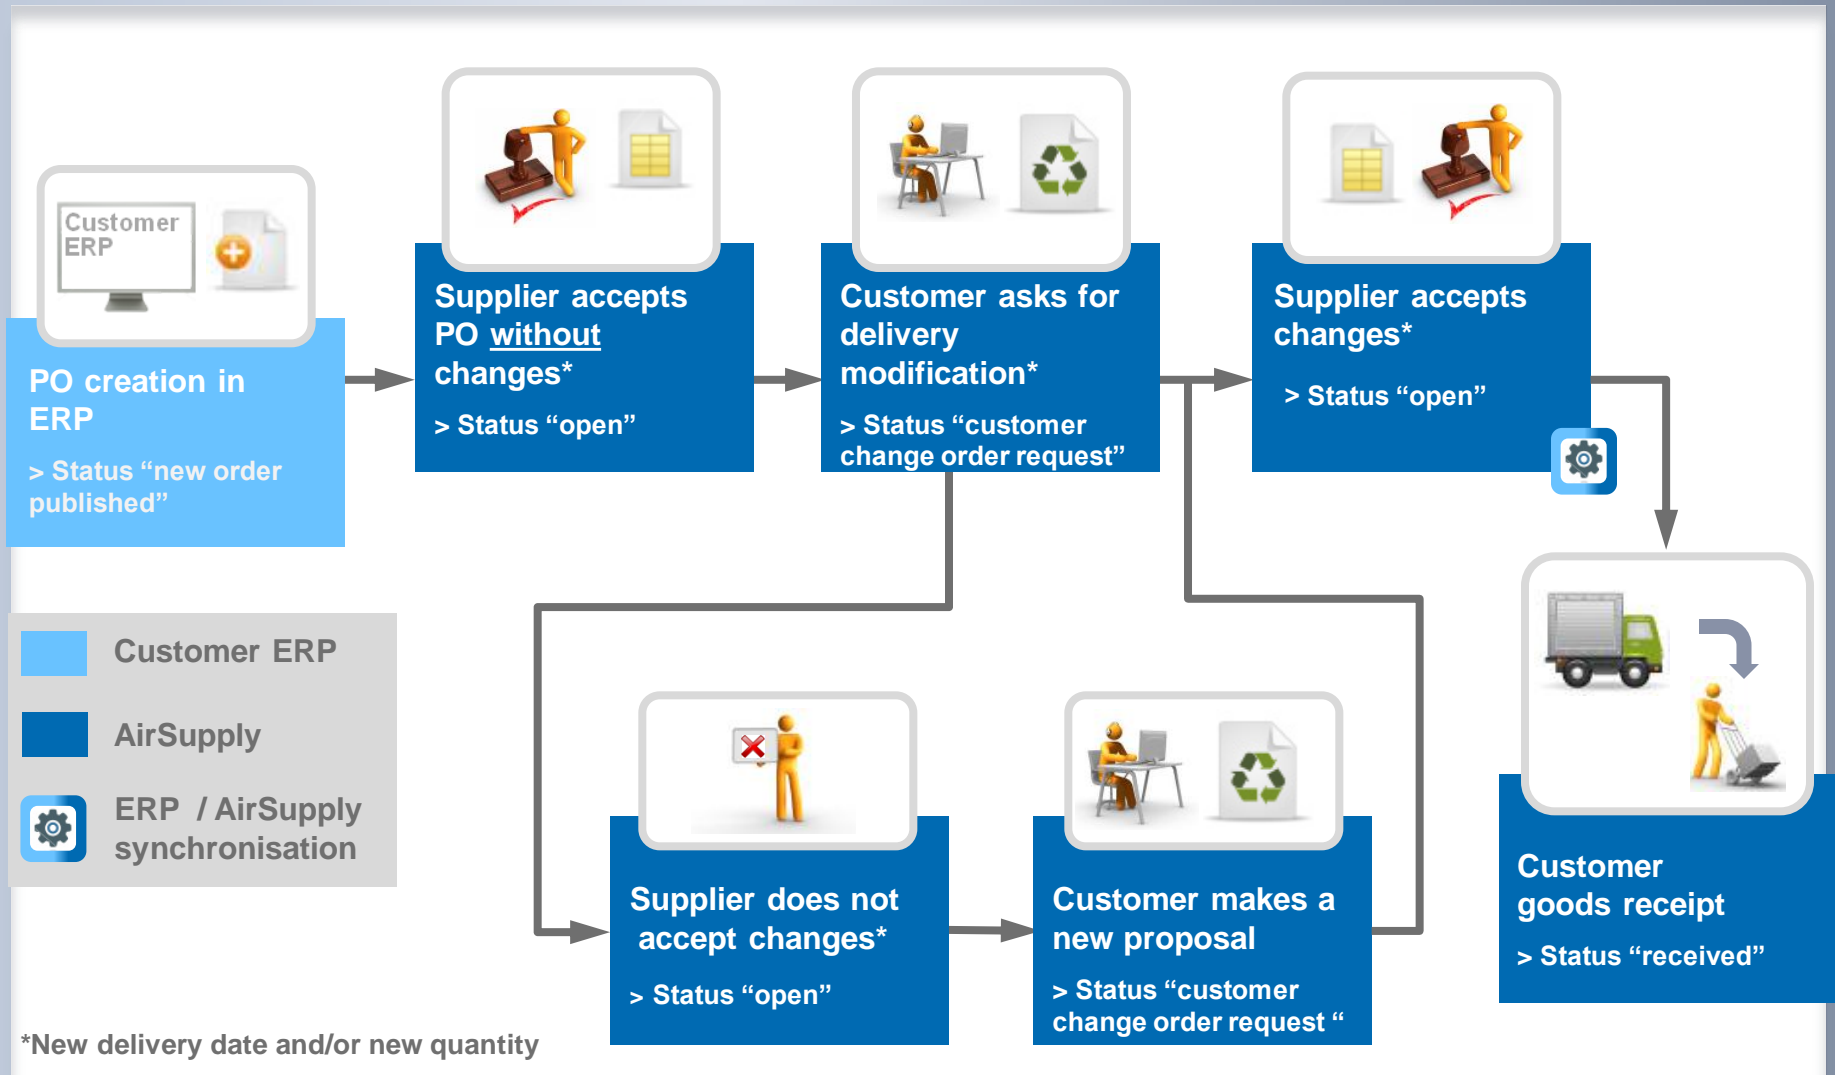 Customer
ERP
PO creation in
ERP
> Status “new order
published”
Supplier accepts
PO without
changes*
> Status “open”
Customer asks for
delivery
modification*
> Status “customer
change order request”
Supplier accepts
changes*
> Status “open”
Customer ERP
AirSupply
ERP / AirSupply
synchronisation
Supplier does not
accept changes*
> Status “open”
Customer makes a
new proposal
> Status “customer
change order request “
Customer
goods receipt
> Status “received”
*New delivery date and/or new quantity